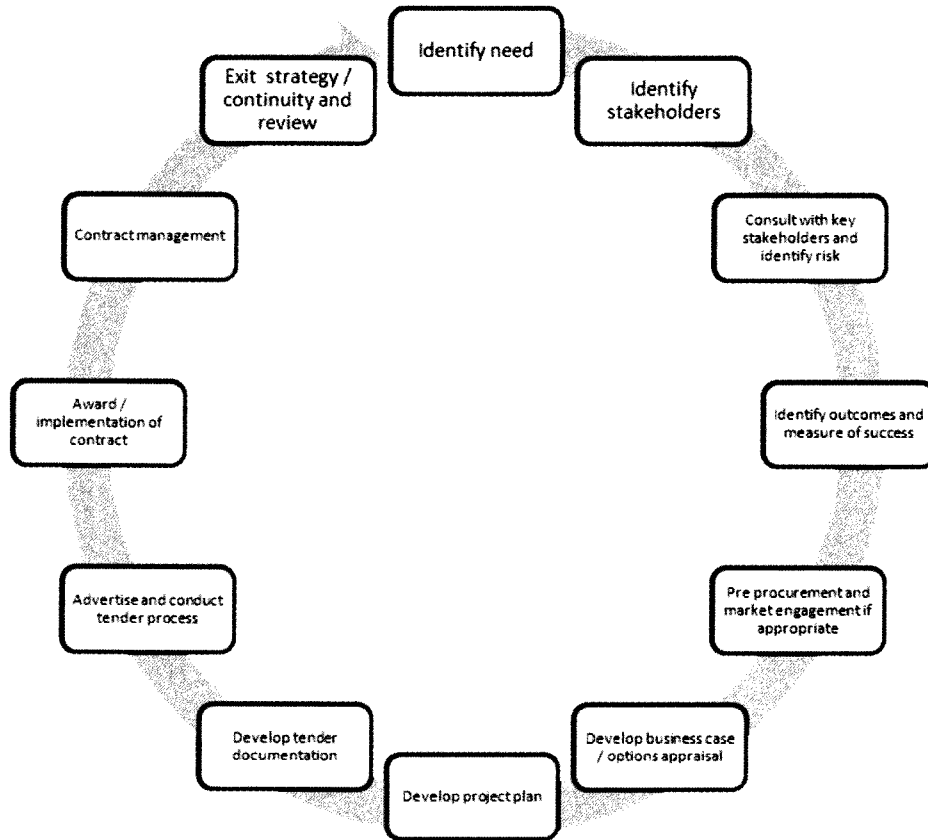 Identify need
Identify
stakeholders
Consult with key
stakeholders and
identify risk
Identify outcomes and
measure of success
Pre procurement and
market engagement if
appropriate
Develop business case
/ options appraisal
Develop project plan
Develop tender
documentation
Advertise and conduct
tender process
Award /
implementation of
contract
Contract management
Exit strategy /
continuity and
review